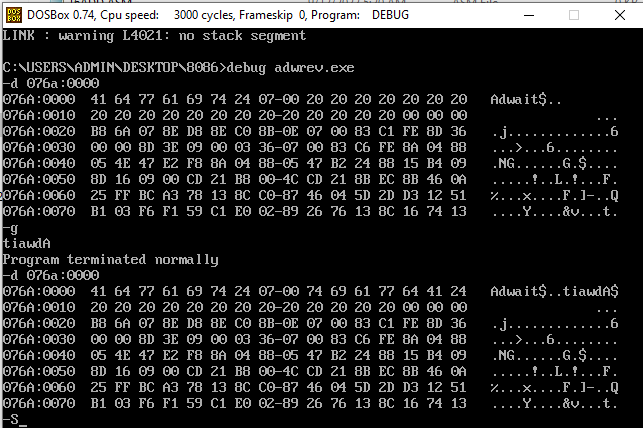 DOSBox 0.74, Cpu speed: 3000 cycles, Frameskip 0, Program: DEBUG
LINK : warning L4021: no stack segment
C:\USERS\ADMIN\DESKTOP\8086>debug adwrev.exe
-d 076a:0000
076A:0000 41 64 77 61 69 74 24 07-00 20 20 20 20 20 20 20 Adwait$..
076A:0010 20 20 20 20 20 20 20 20-20 20 20 20 20 00 00 00 ...
076A:0020 B8 6A 07 8E D8 8E C0 8B-0E 07 00 83 C1 FE 8D 36 .j.............6
076A:0030 00 00 8D 3E 09 00 03 36-07 00 83 C6 FE 8A 04 88 ...>...6........
076A:0040 05 4E 47 E2 F8 8A 04 88-05 47 B2 24 88 15 B4 09 .NG......G.$....
076A:0050 8D 16 09 00 CD 21 B8 00-4C CD 21 8B EC 8B 46 0A .....!..L.!...F.
076A:0060 25 FF BC A3 78 13 8C C0-87 46 04 5D 2D D3 12 51 %...x....F.]-..Q
076A:0070 B1 03 F6 F1 59 C1 E0 02-89 26 76 13 8C 16 74 13 ....Y....&v...t.
-g
tiawdA
Program terminated normally
-d 076a:0000
076A:0000 41 64 77 61 69 74 24 07-00 74 69 61 77 64 41 24 Adwait$..tiawdA$
076A:0010 20 20 20 20 20 20 20 20-20 20 20 20 20 00 00 00 ...
076A:0020 B8 6A 07 8E D8 8E C0 8B-0E 07 00 83 C1 FE 8D 36 .j.............6
076A:0030 00 00 8D 3E 09 00 03 36-07 00 83 C6 FE 8A 04 88 ...>...6........
076A:0040 05 4E 47 E2 F8 8A 04 88-05 47 B2 24 88 15 B4 09 .NG......G.$....
076A:0050 8D 16 09 00 CD 21 B8 00-4C CD 21 8B EC 8B 46 0A .....!..L.!...F.
076A:0060 25 FF BC A3 78 13 8C C0-87 46 04 5D 2D D3 12 51 %...x....F.]-..Q
076A:0070 B1 03 F6 F1 59 C1 E0 02-89 26 76 13 8C 16 74 13 ....Y....&v...t.
-S_